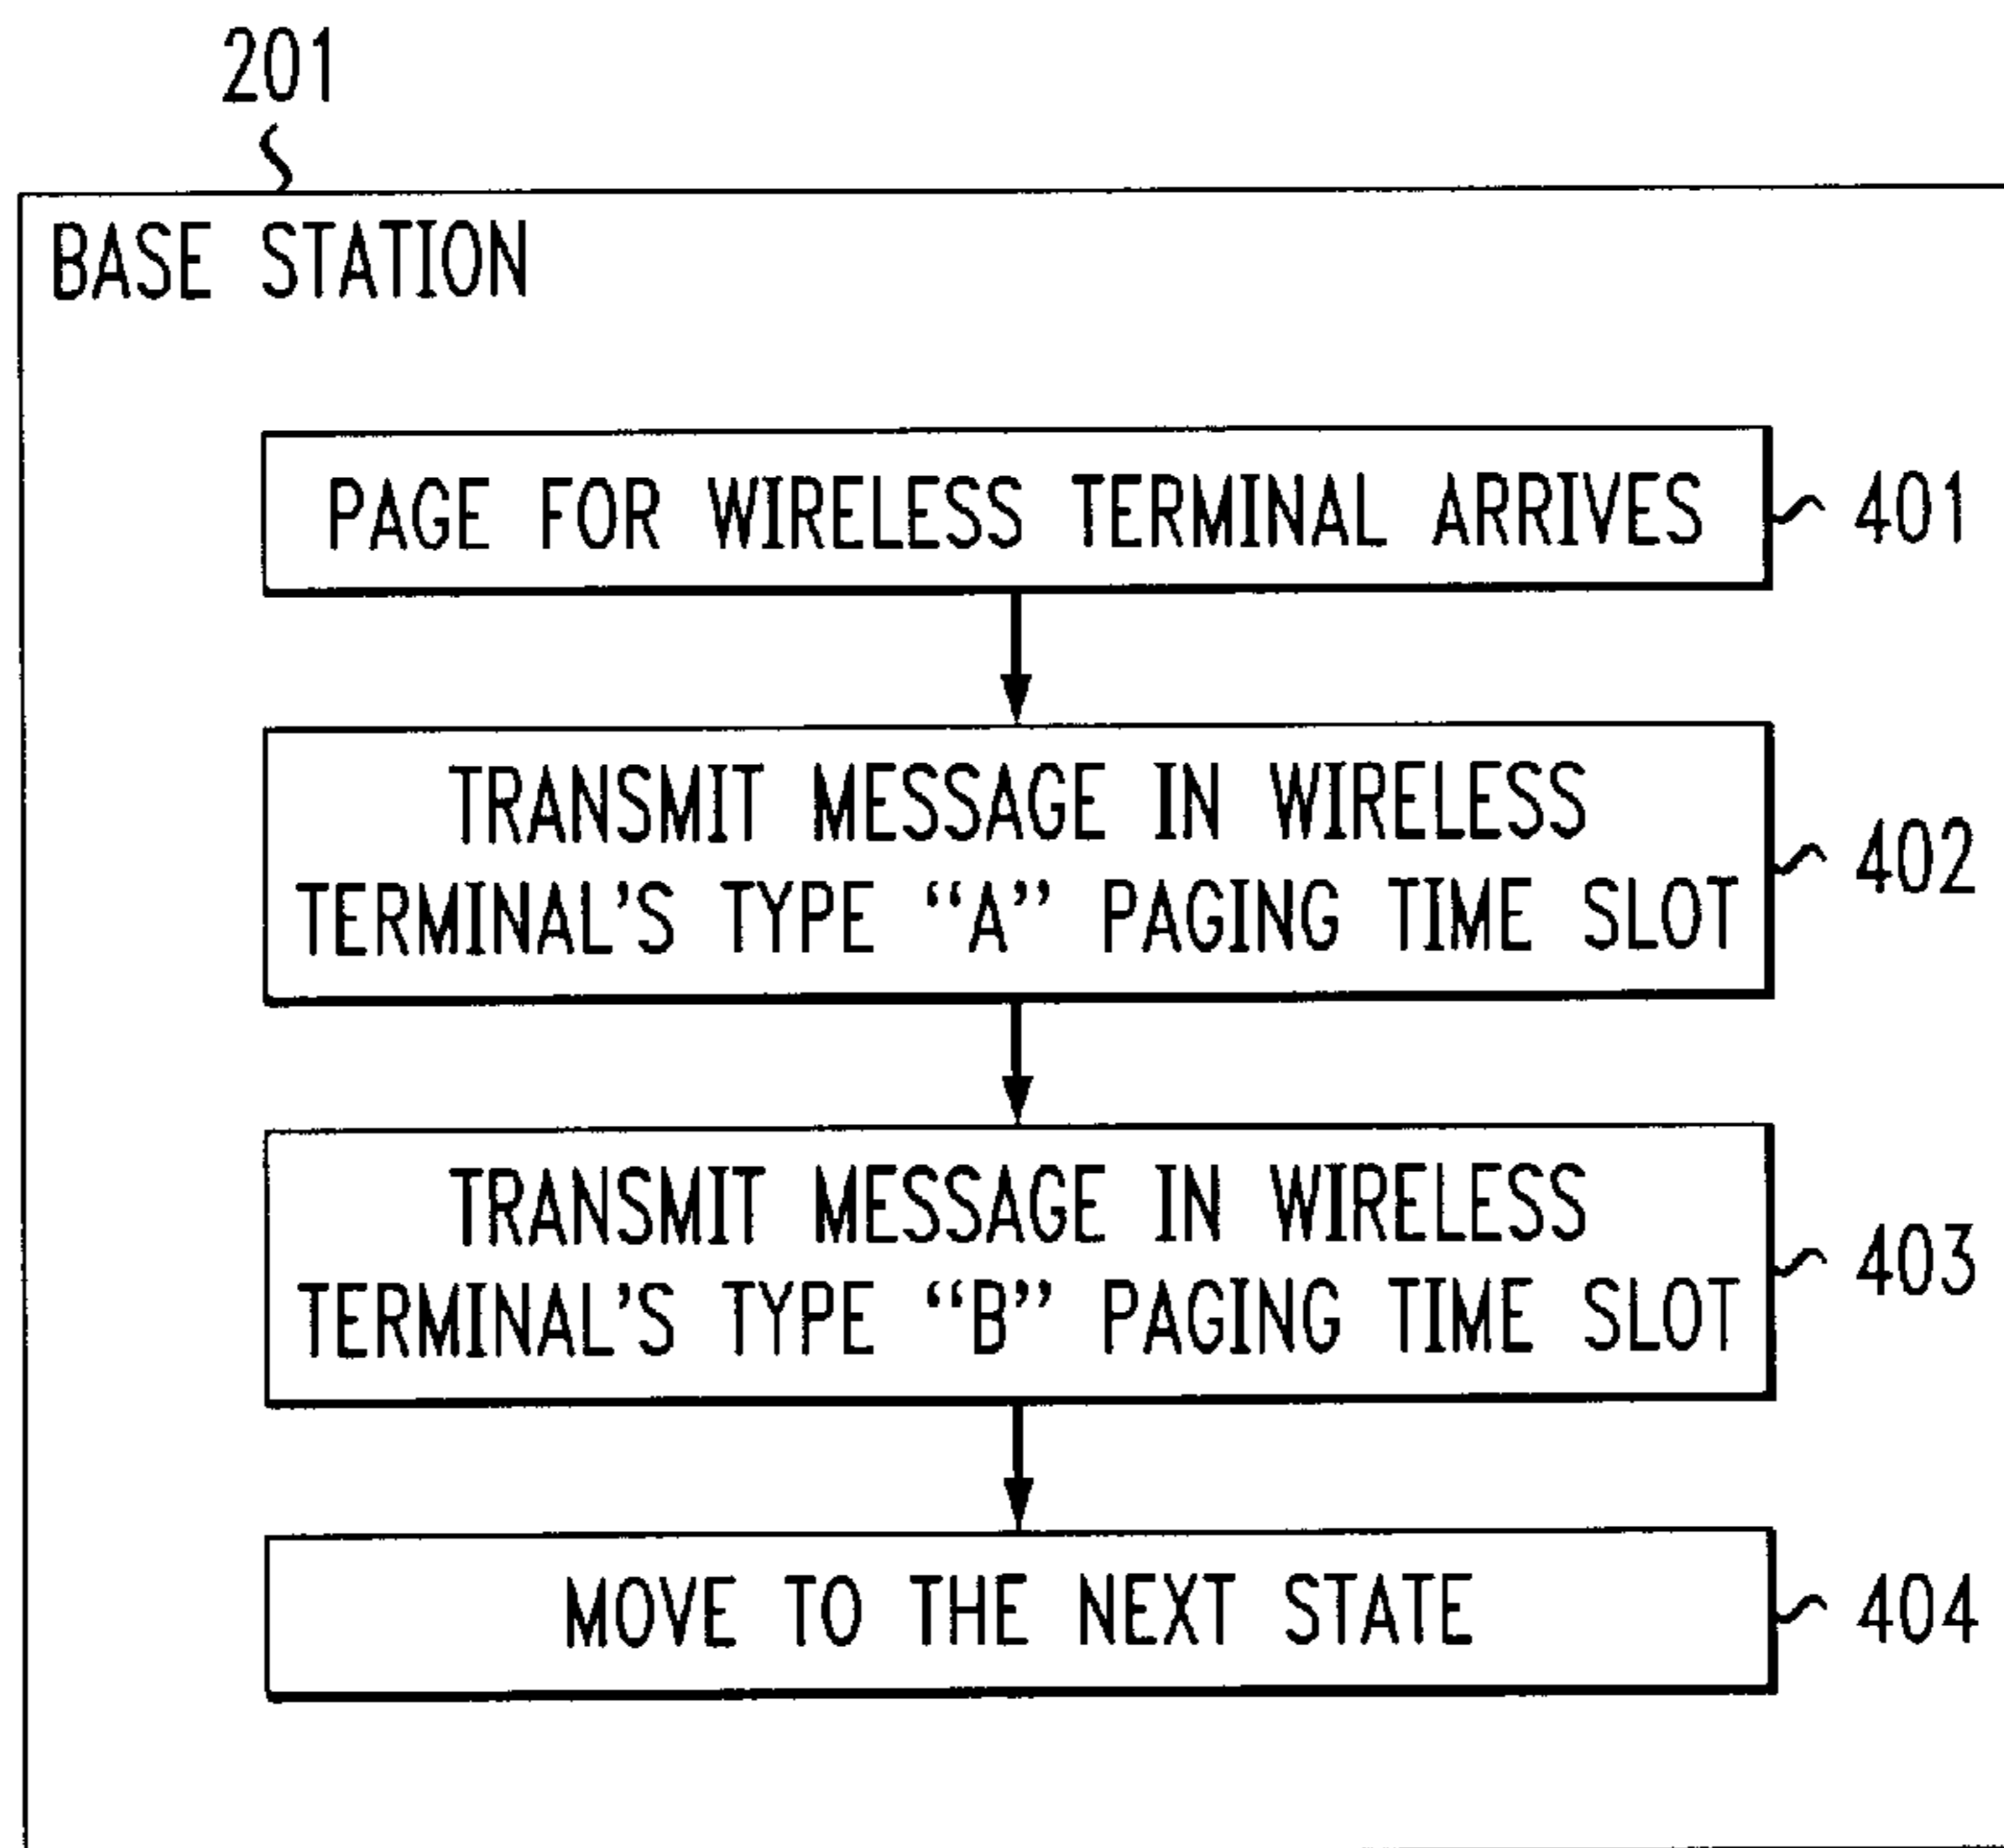 201
BASE STATION
PAGE FOR WIRELESS TERMINAL ARRIVES
401
TRANSMIT MESSAGE IN WIRELESS
TERMINAL'S TYPE “A” PAGING TIME SLOT
402
TRANSMIT MESSAGE IN WIRELESS
TERMINAL'S TYPE “B” PAGING TIME SLOT
403
MOVE TO THE NEXT STATE
404